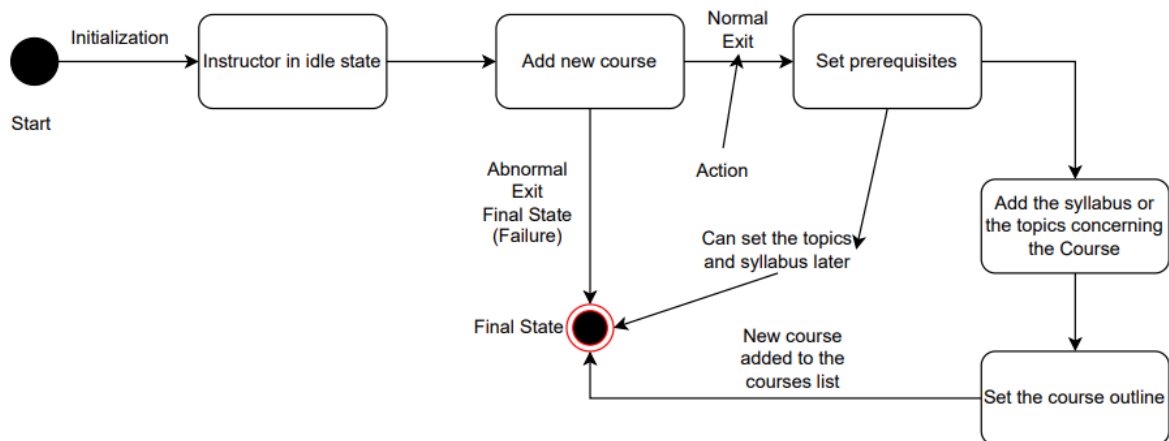 Initialization
Start
Instructor in idle state
Add new course
Normal
Exit
Set prerequisites
Action
Abnormal
Exit
Final State
(Failure)
Can set the topics
and syllabus later
Add the syllabus or
the topics concerning
the Course
Final State
New course
added to the
courses list
Set the course outline